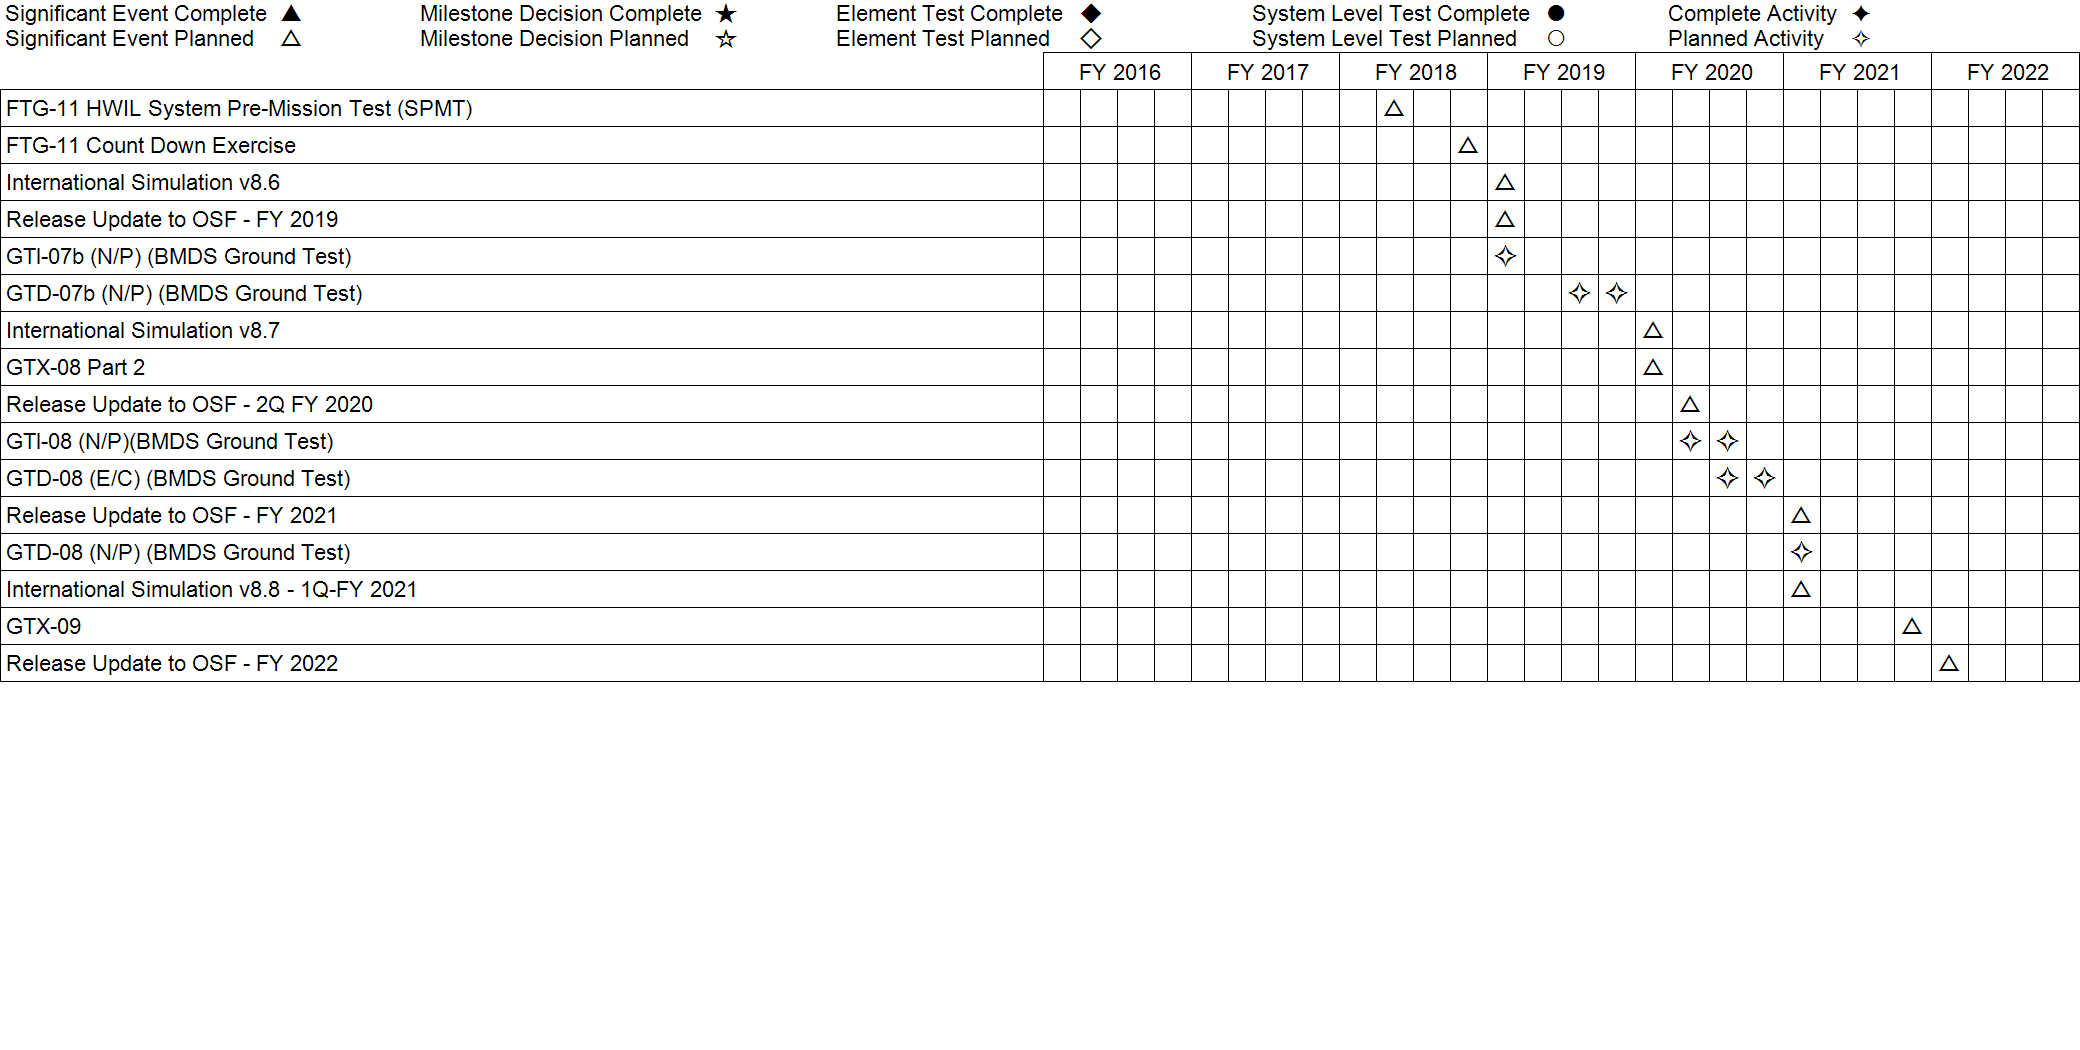 Significant Event Complete ▲ Milestone Decision Complete ★ Element Test Complete ◆ System Level Test Complete ● Complete Activity ✦
Significant Event Planned △ Milestone Decision Planned ☆ Element Test Planned ◇ System Level Test Planned ○ Planned Activity ✧
FY 2016 FY 2017 FY 2018 FY 2019 FY 2020 FY 2021 FY 2022
FTG-11 HWIL System Pre-Mission Test (SPMT) △
FTG-11 Count Down Exercise △
International Simulation v8.6 △
Release Update to OSF - FY 2019 △
GTI-07b (N/P) (BMDS Ground Test) ✧
GTD-07b (N/P) (BMDS Ground Test) ✧ ✧
International Simulation v8.7 △
GTX-08 Part 2 △
Release Update to OSF - 2Q FY 2020 △
GTI-08 (N/P)(BMDS Ground Test) ✧ ✧
GTD-08 (E/C) (BMDS Ground Test) ✧ ✧
Release Update to OSF - FY 2021 △
GTD-08 (N/P) (BMDS Ground Test) ✧
International Simulation v8.8 - 1Q-FY 2021 △
GTX-09 △
Release Update to OSF - FY 2022 △